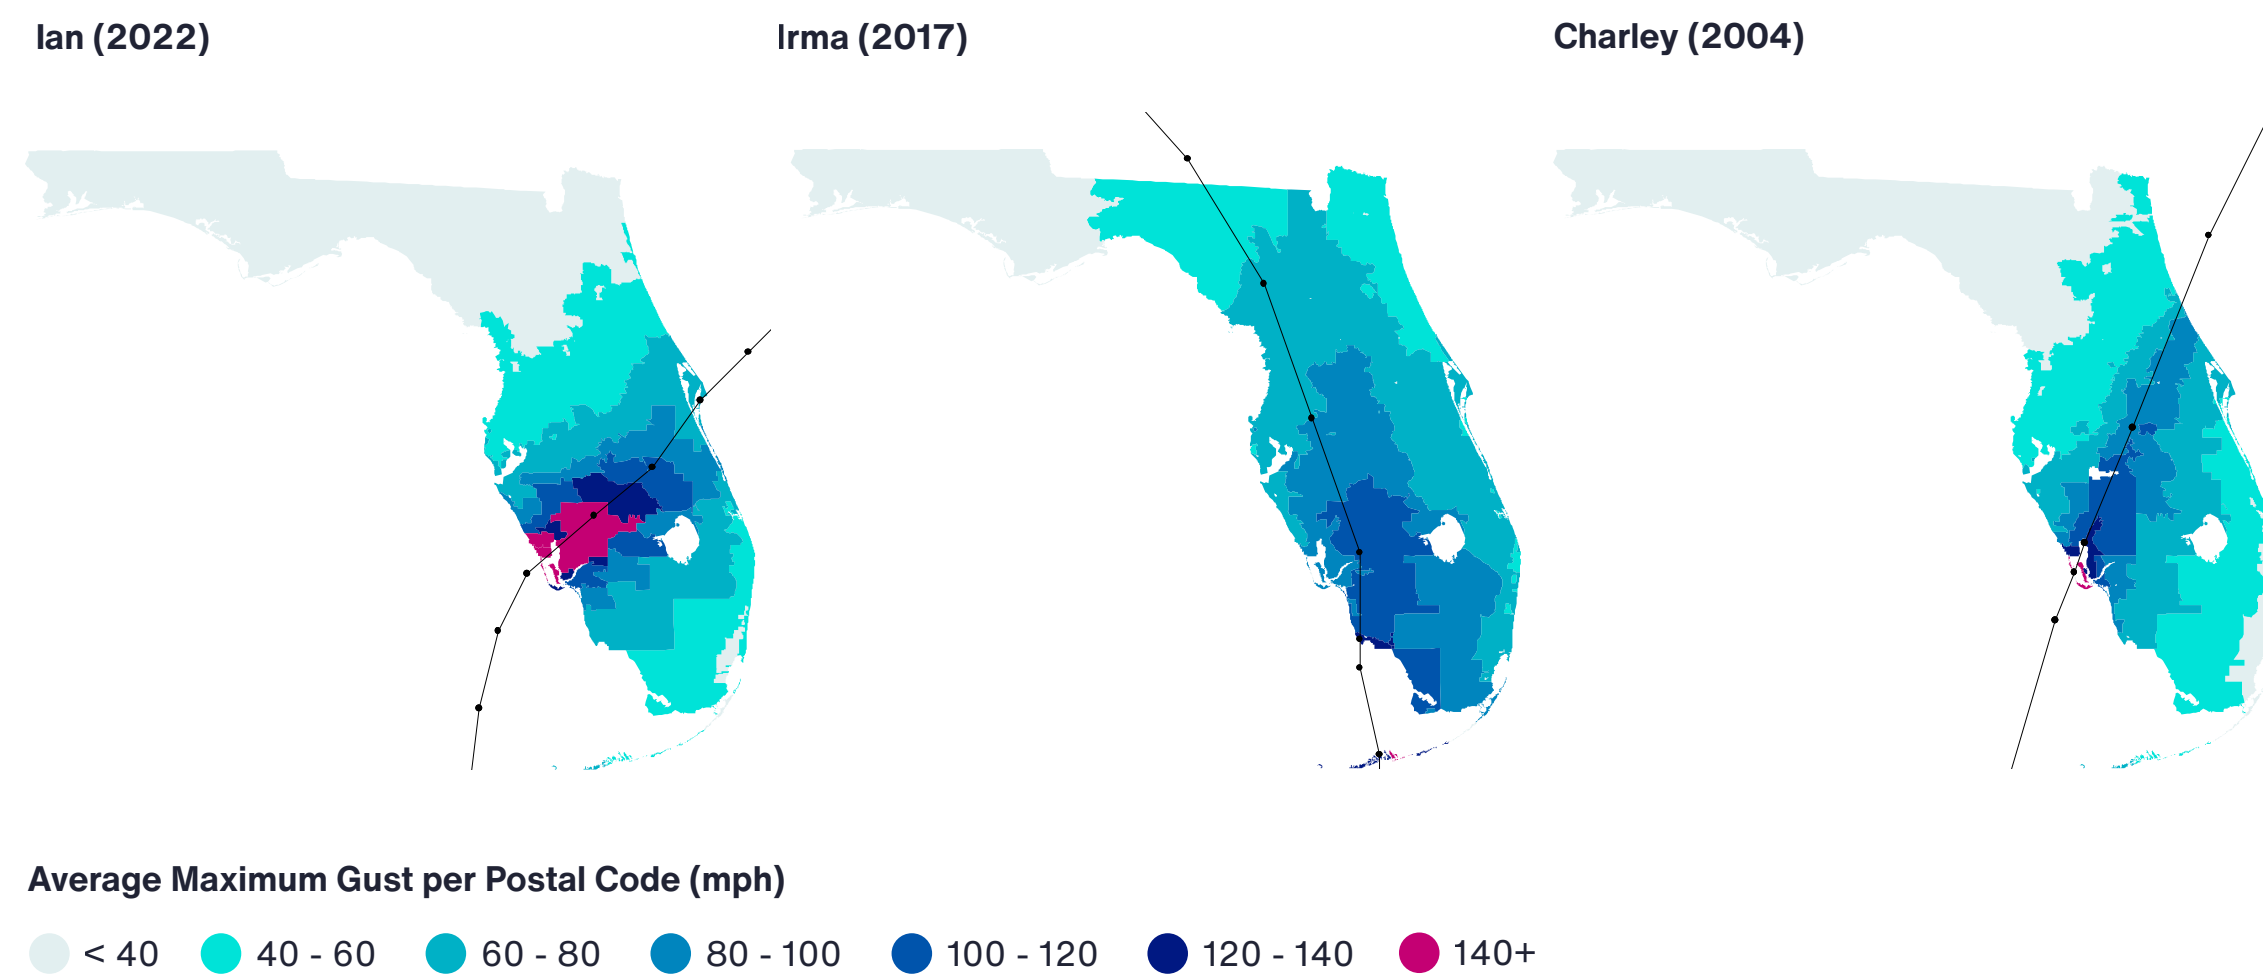 Ian (2022)
Irma (2017)
Charley (2004)
Average Maximum Gust per Postal Code (mph)
< 40
40 - 60
60 - 80
80 - 100
100 - 120
120 - 140
140+